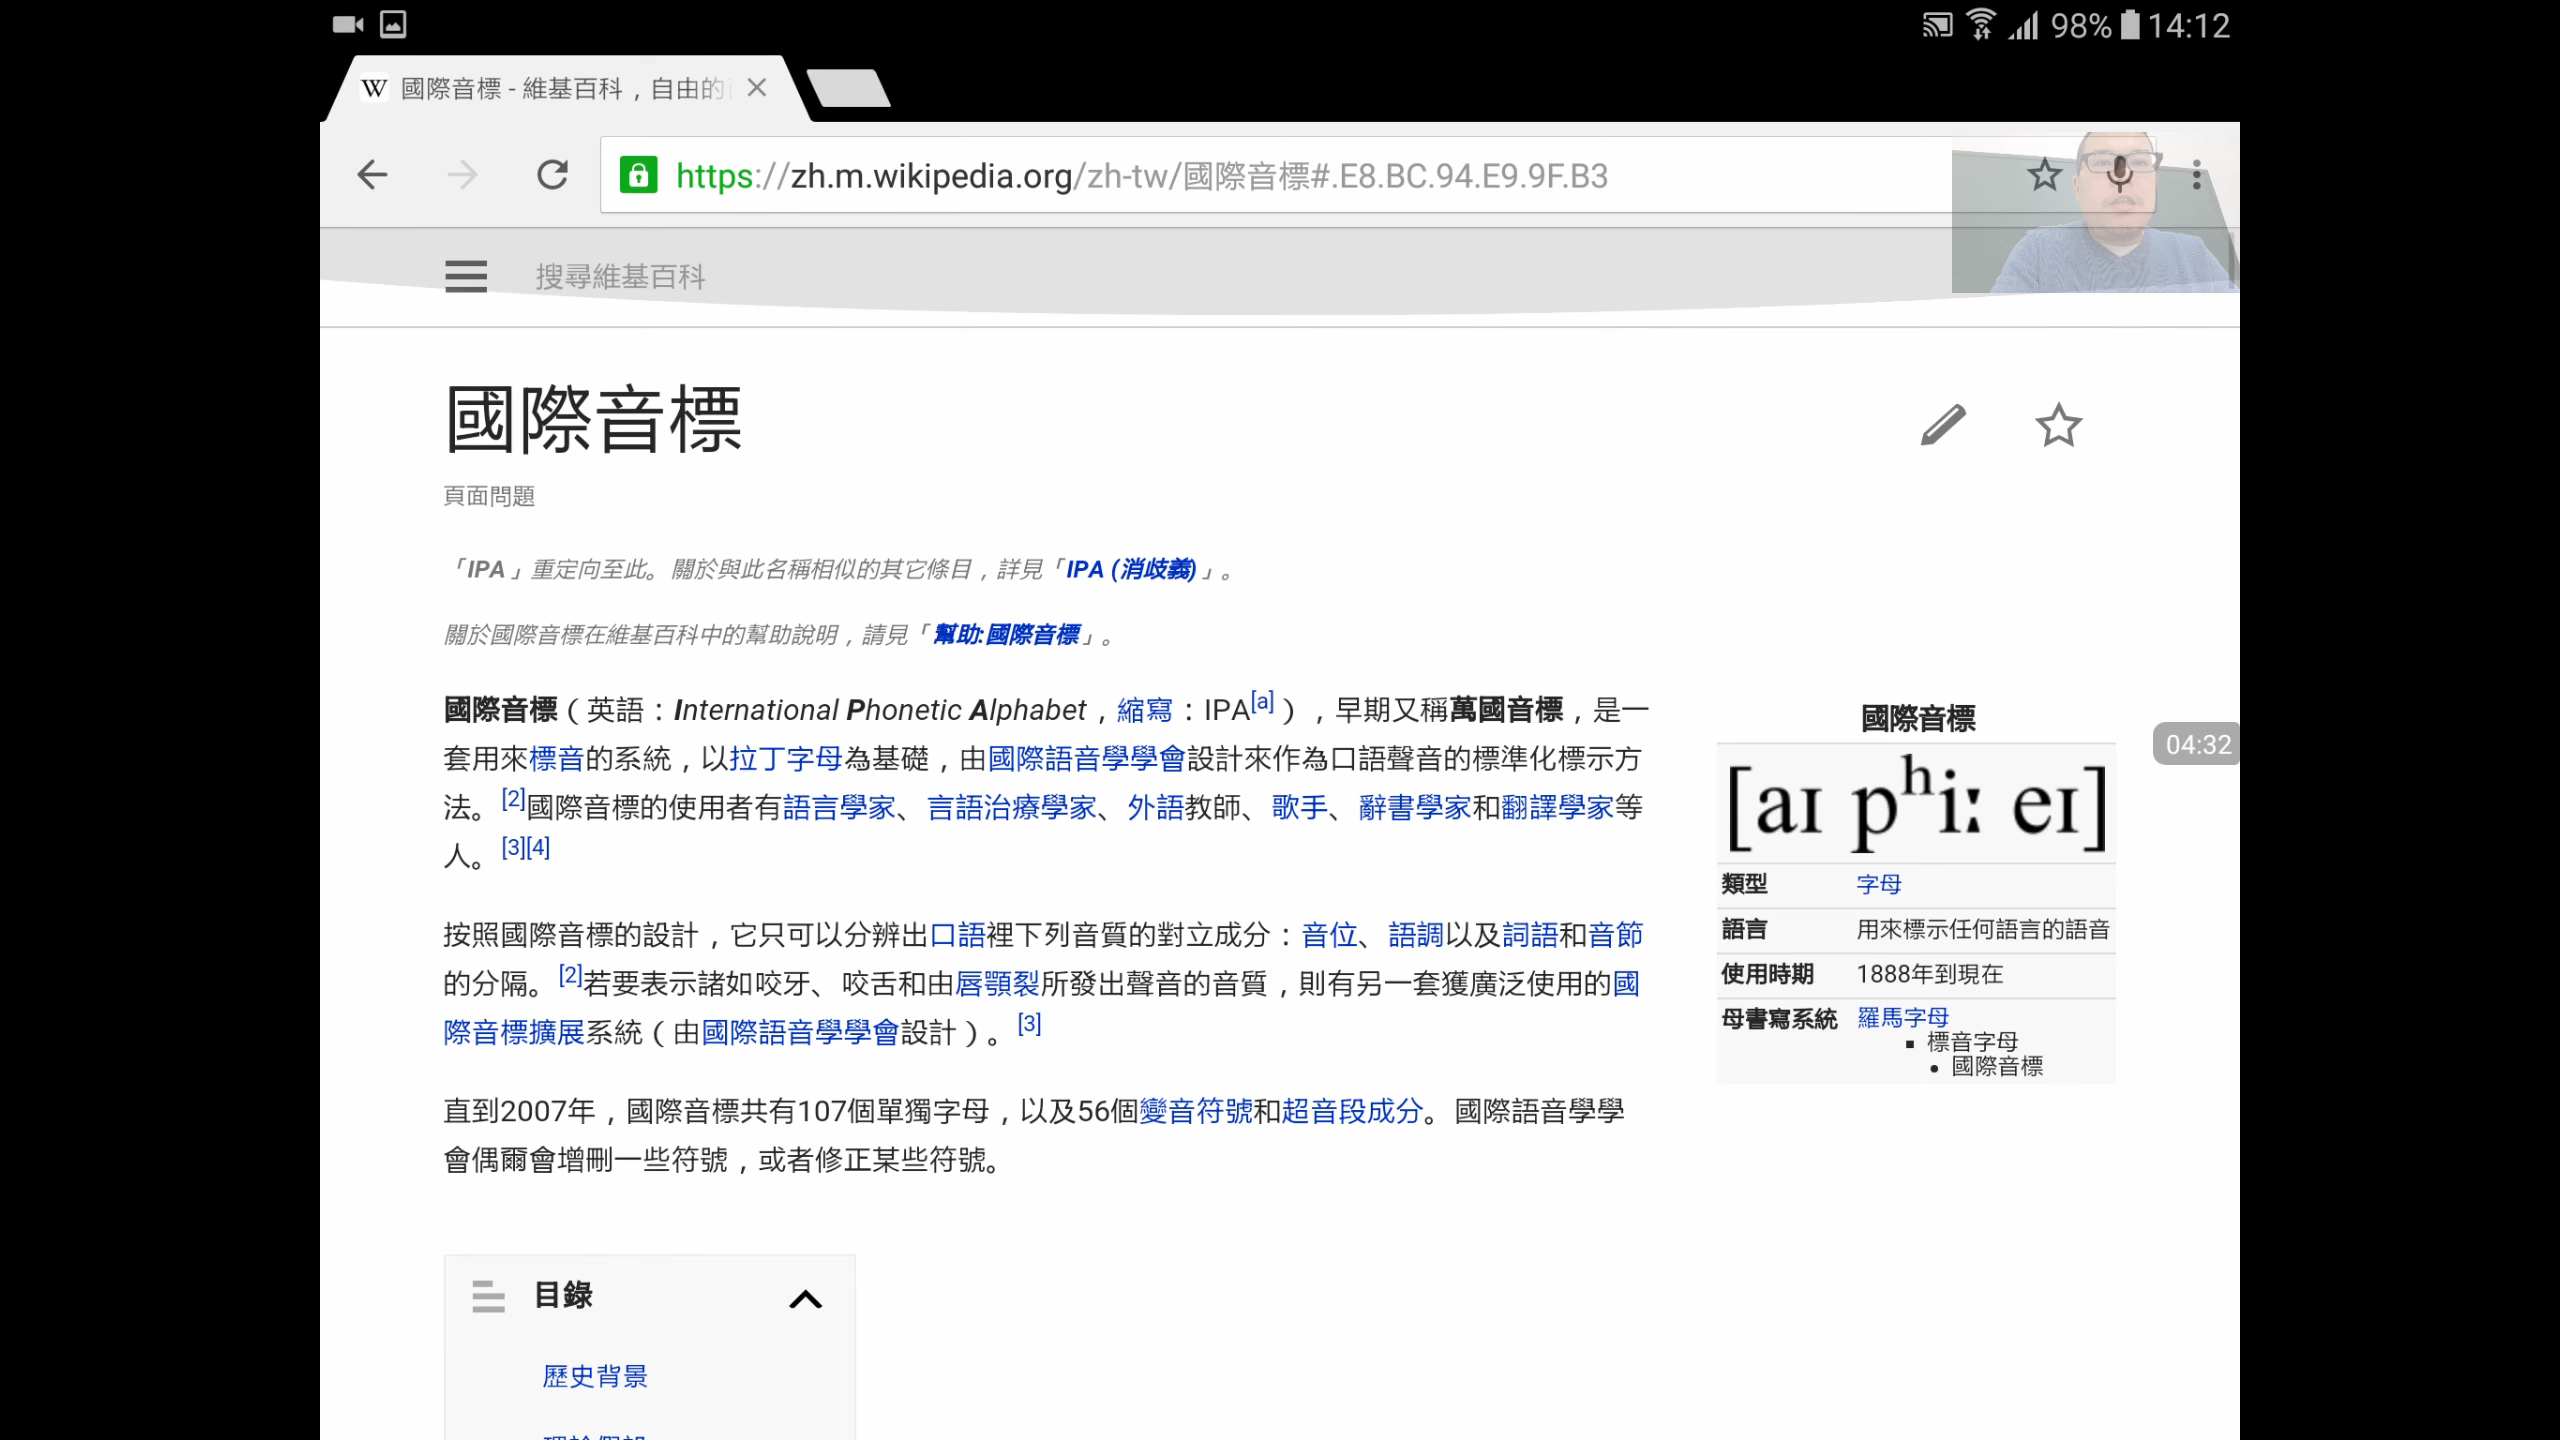 98% 14:12
國際音標 - 維基百科，自由的
https://zh.m.wikipedia.org/zh-tw/國際音標#.E8.BC.94.E9.9F.B3
搜尋維基百科
國際音標
頁面問題
「IPA」重定向至此。關於與此名稱相似的其它條目，詳見「IPA (消歧義)」。
關於國際音標在維基百科中的幫助說明，請見「幫助:國際音標」。
國際音標（英語：International Phonetic Alphabet，縮寫：IPA[a]），早期又稱萬國音標，是一
套用來標音的系統，以拉丁字母為基礎，由國際語音學學會設計來作為口語聲音的標準化標示方
法。[2]國際音標的使用者有語言學家、言語治療學家、外語教師、歌手、辭書學家和翻譯學家等
人。[3][4]
按照國際音標的設計，它只可以分辨出口語裡下列音質的對立成分：音位、語調以及詞語和音節
的分隔。[2]若要表示諸如咬牙、咬舌和由唇顎裂所發出聲音的音質，則有另一套獲廣泛使用的國
際音標擴展系統（由國際語音學學會設計）。[3]
直到2007年，國際音標共有107個單獨字母，以及56個變音符號和超音段成分。國際語音學學
會偶爾會增刪一些符號，或者修正某些符號。
國際音標
[aɪ pʰiː eɪ]
類型 字母
語言 用來標示任何語言的語音
使用時期 1888年到現在
母書寫系統 羅馬字母
標音字母
國際音標
04:32
目錄
歷史背景